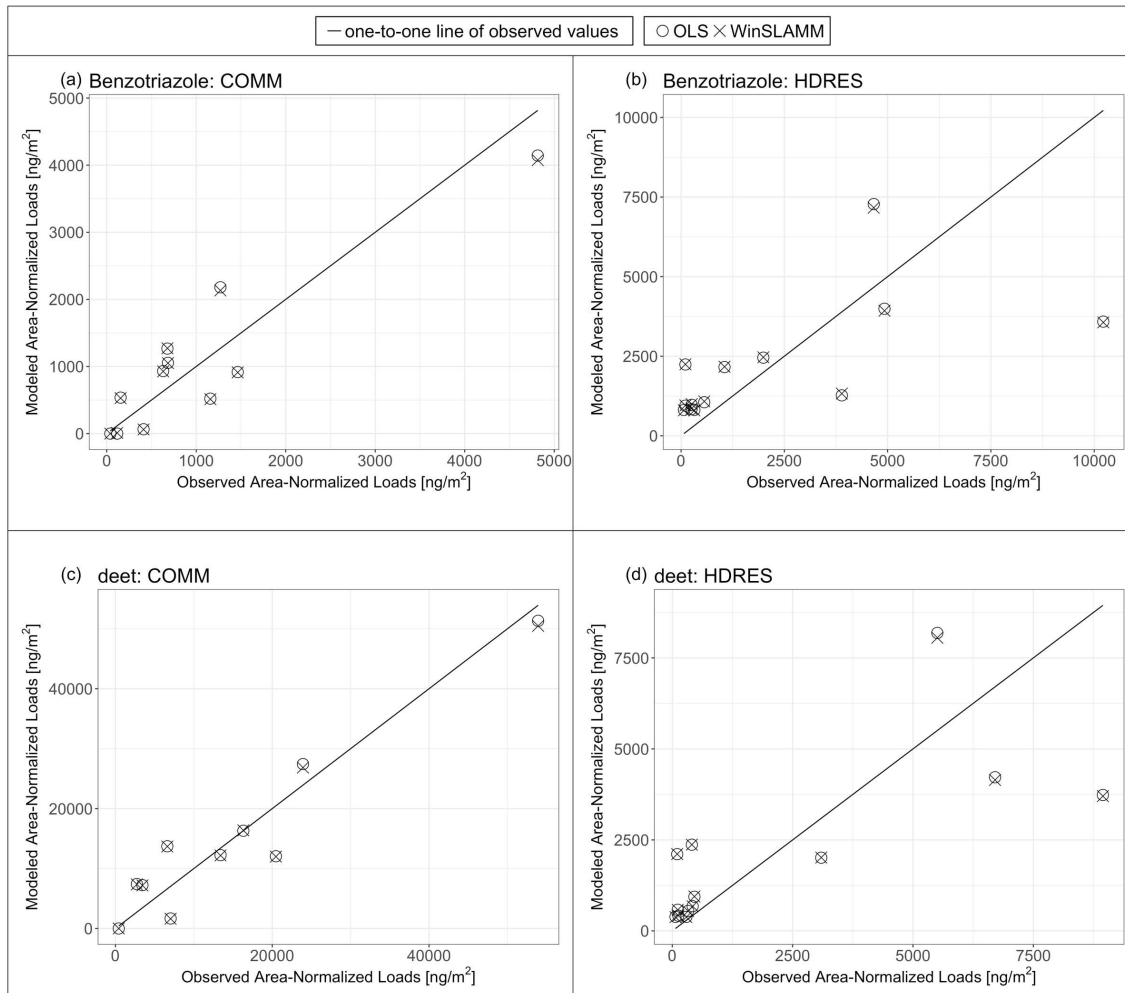 — one-to-one line of observed values ○ OLS × WinSLAMM
(a) Benzotriazole: COMM
5000
4000
3000
2000
1000
0
Modeled Area-Normalized Loads [ng/m²]
0 1000 2000 3000 4000 5000
Observed Area-Normalized Loads [ng/m²]
(b) Benzotriazole: HDRES
10000
7500
5000
2500
0
Modeled Area-Normalized Loads [ng/m²]
0 2500 5000 7500 10000
Observed Area-Normalized Loads [ng/m²]
(c) deet: COMM
40000
20000
0
Modeled Area-Normalized Loads [ng/m²]
0 20000 40000
Observed Area-Normalized Loads [ng/m²]
(d) deet: HDRES
7500
5000
2500
0
Modeled Area-Normalized Loads [ng/m²]
0 2500 5000 7500
Observed Area-Normalized Loads [ng/m²]